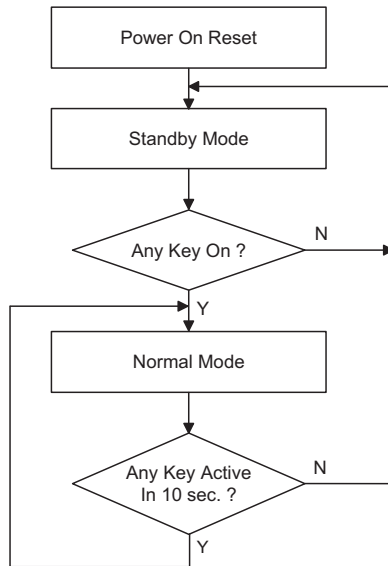 Power On Reset
Standby Mode
Any Key On ?
N
Y
Normal Mode
Any Key Active
In 10 sec. ?
N
Y